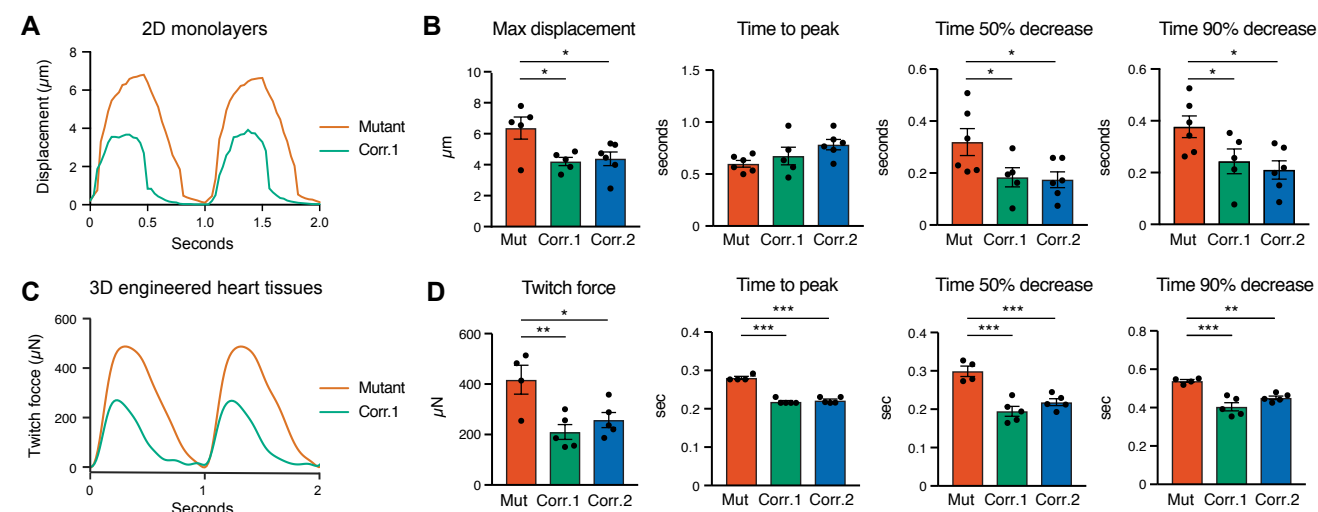 A
2D monolayers
Displacement (µm)
8
6
4
2
0
0
0.5
1.0
1.5
2.0
Seconds
Mutant
Corr.1
B
Max displacement
*
*
µm
10
8
6
4
2
0
Mut Corr.1 Corr.2
Time to peak
seconds
1.5
1.0
0.5
0
Mut Corr.1 Corr.2
Time 50% decrease
*
*
seconds
0.6
0.4
0.2
0
Mut Corr.1 Corr.2
Time 90% decrease
*
*
seconds
0.6
0.4
0.2
0
Mut Corr.1 Corr.2
C
3D engineered heart tissues
Twitch focce (µN)
600
400
200
0
0
1
2
Seconds
Mutant
Corr.1
D
Twitch force
*
**
µN
600
400
200
0
Mut Corr.1 Corr.2
Time to peak
***
***
sec
0.4
0.3
0.2
0.1
0
Mut Corr.1 Corr.2
Time 50% decrease
***
***
sec
0.4
0.3
0.2
0.1
0
Mut Corr.1 Corr.2
Time 90% decrease
**
***
sec
0.8
0.6
0.4
0.2
0
Mut Corr.1 Corr.2